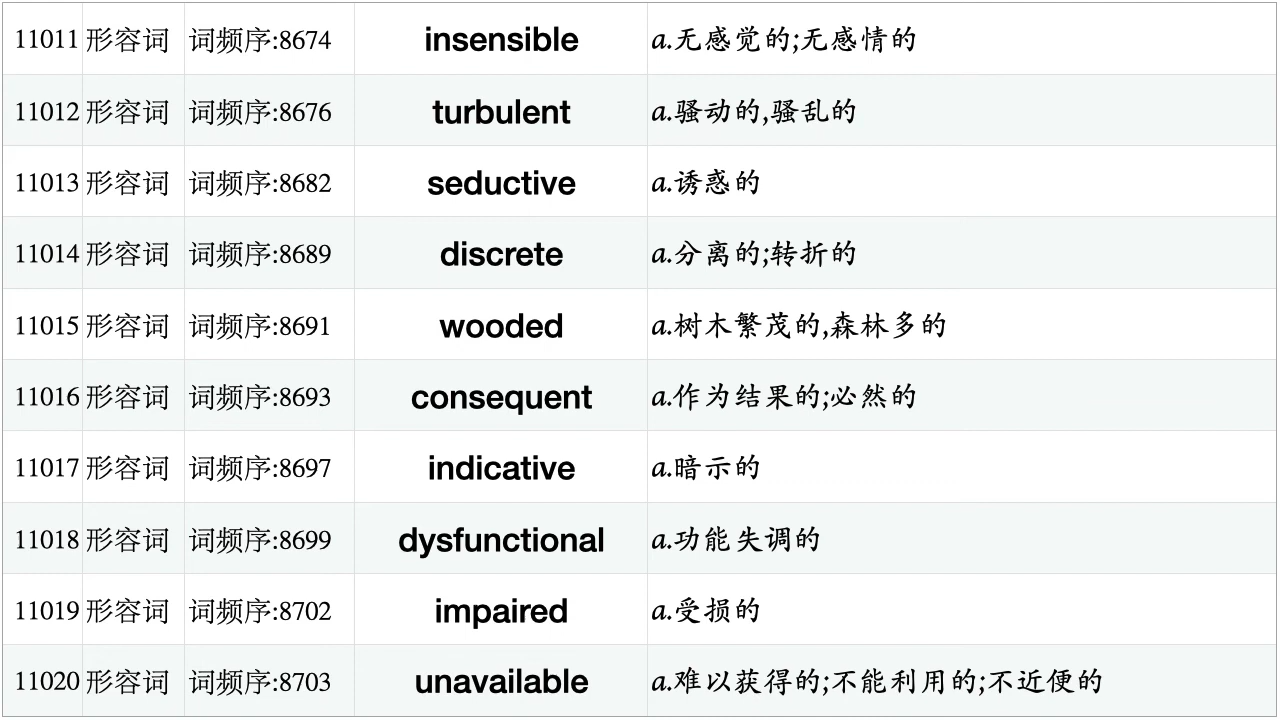 11011 形容词 词频序:8674 insensible a.无感觉的;无感情的
11012 形容词 词频序:8676 turbulent a.骚动的,骚乱的
11013 形容词 词频序:8682 seductive a.诱惑的
11014 形容词 词频序:8689 discrete a.分离的;转折的
11015 形容词 词频序:8691 wooded a.树木繁茂的,森林多的
11016 形容词 词频序:8693 consequent a.作为结果的;必然的
11017 形容词 词频序:8697 indicative a.暗示的
11018 形容词 词频序:8699 dysfunctional a.功能失调的
11019 形容词 词频序:8702 impaired a.受损的
11020 形容词 词频序:8703 unavailable a.难以获得的;不能利用的;不近便的